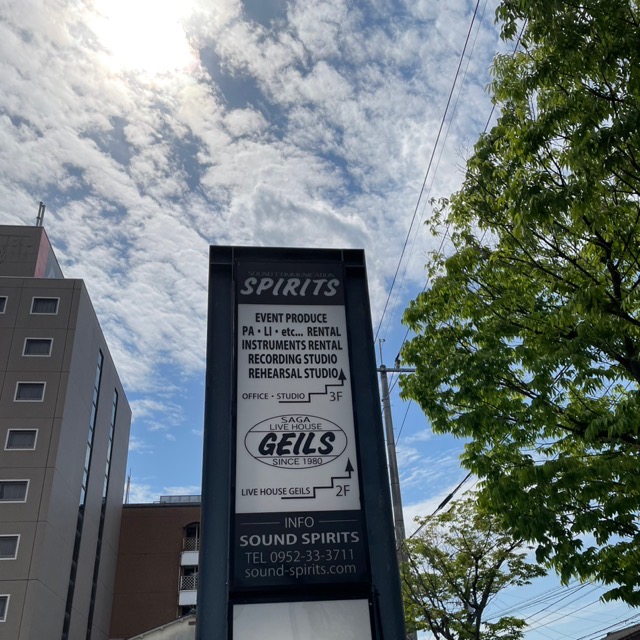 SOUND COMMUNICATION
SPIRITS
EVENT PRODUCE
PA・LI・etc... RENTAL
INSTRUMENTS RENTAL
RECORDING STUDIO
REHEARSAL STUDIO
OFFICE・STUDIO 3F
SAGA
LIVE HOUSE
GEILS
SINCE 1980
LIVE HOUSE GEILS 2F
INFO
SOUND SPIRITS
TEL 0952-33-3711
sound-spirits.com